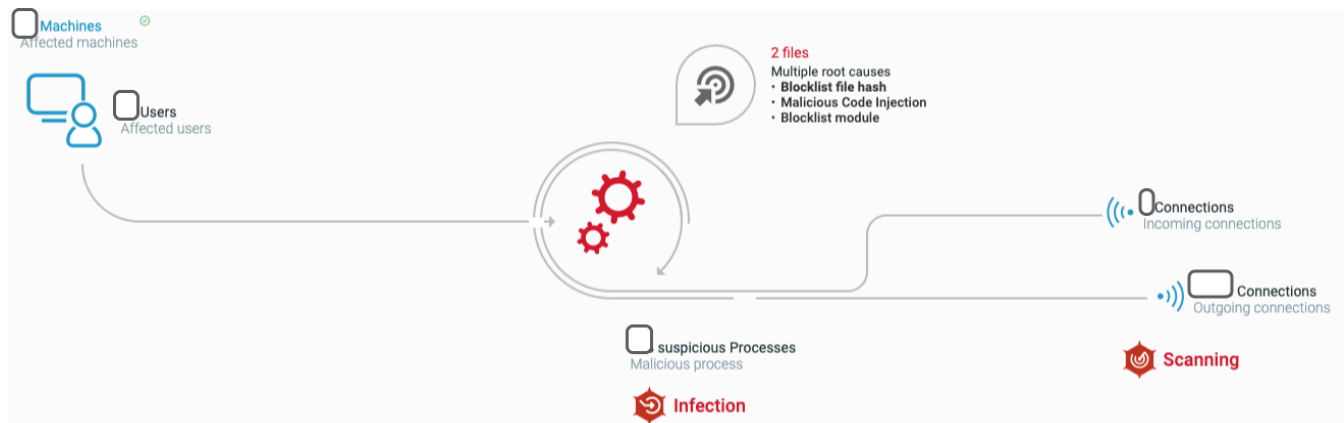 Machines
Affected machines
Users
Affected users
2 files
Multiple root causes
• Blocklist file hash
• Malicious Code Injection
• Blocklist module
Connections
Incoming connections
Connections
Outgoing connections
suspicious Processes
Malicious process
Infection
Scanning